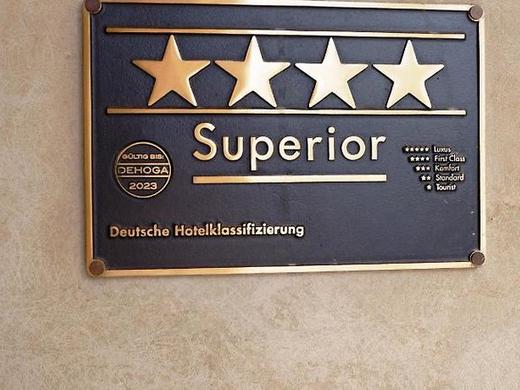 Superior
GÜLTIG BIS:
DEHOGA
2023
***** Luxus
**** First Class
*** Komfort
** Standard
* Tourist
Deutsche Hotelklassifizierung